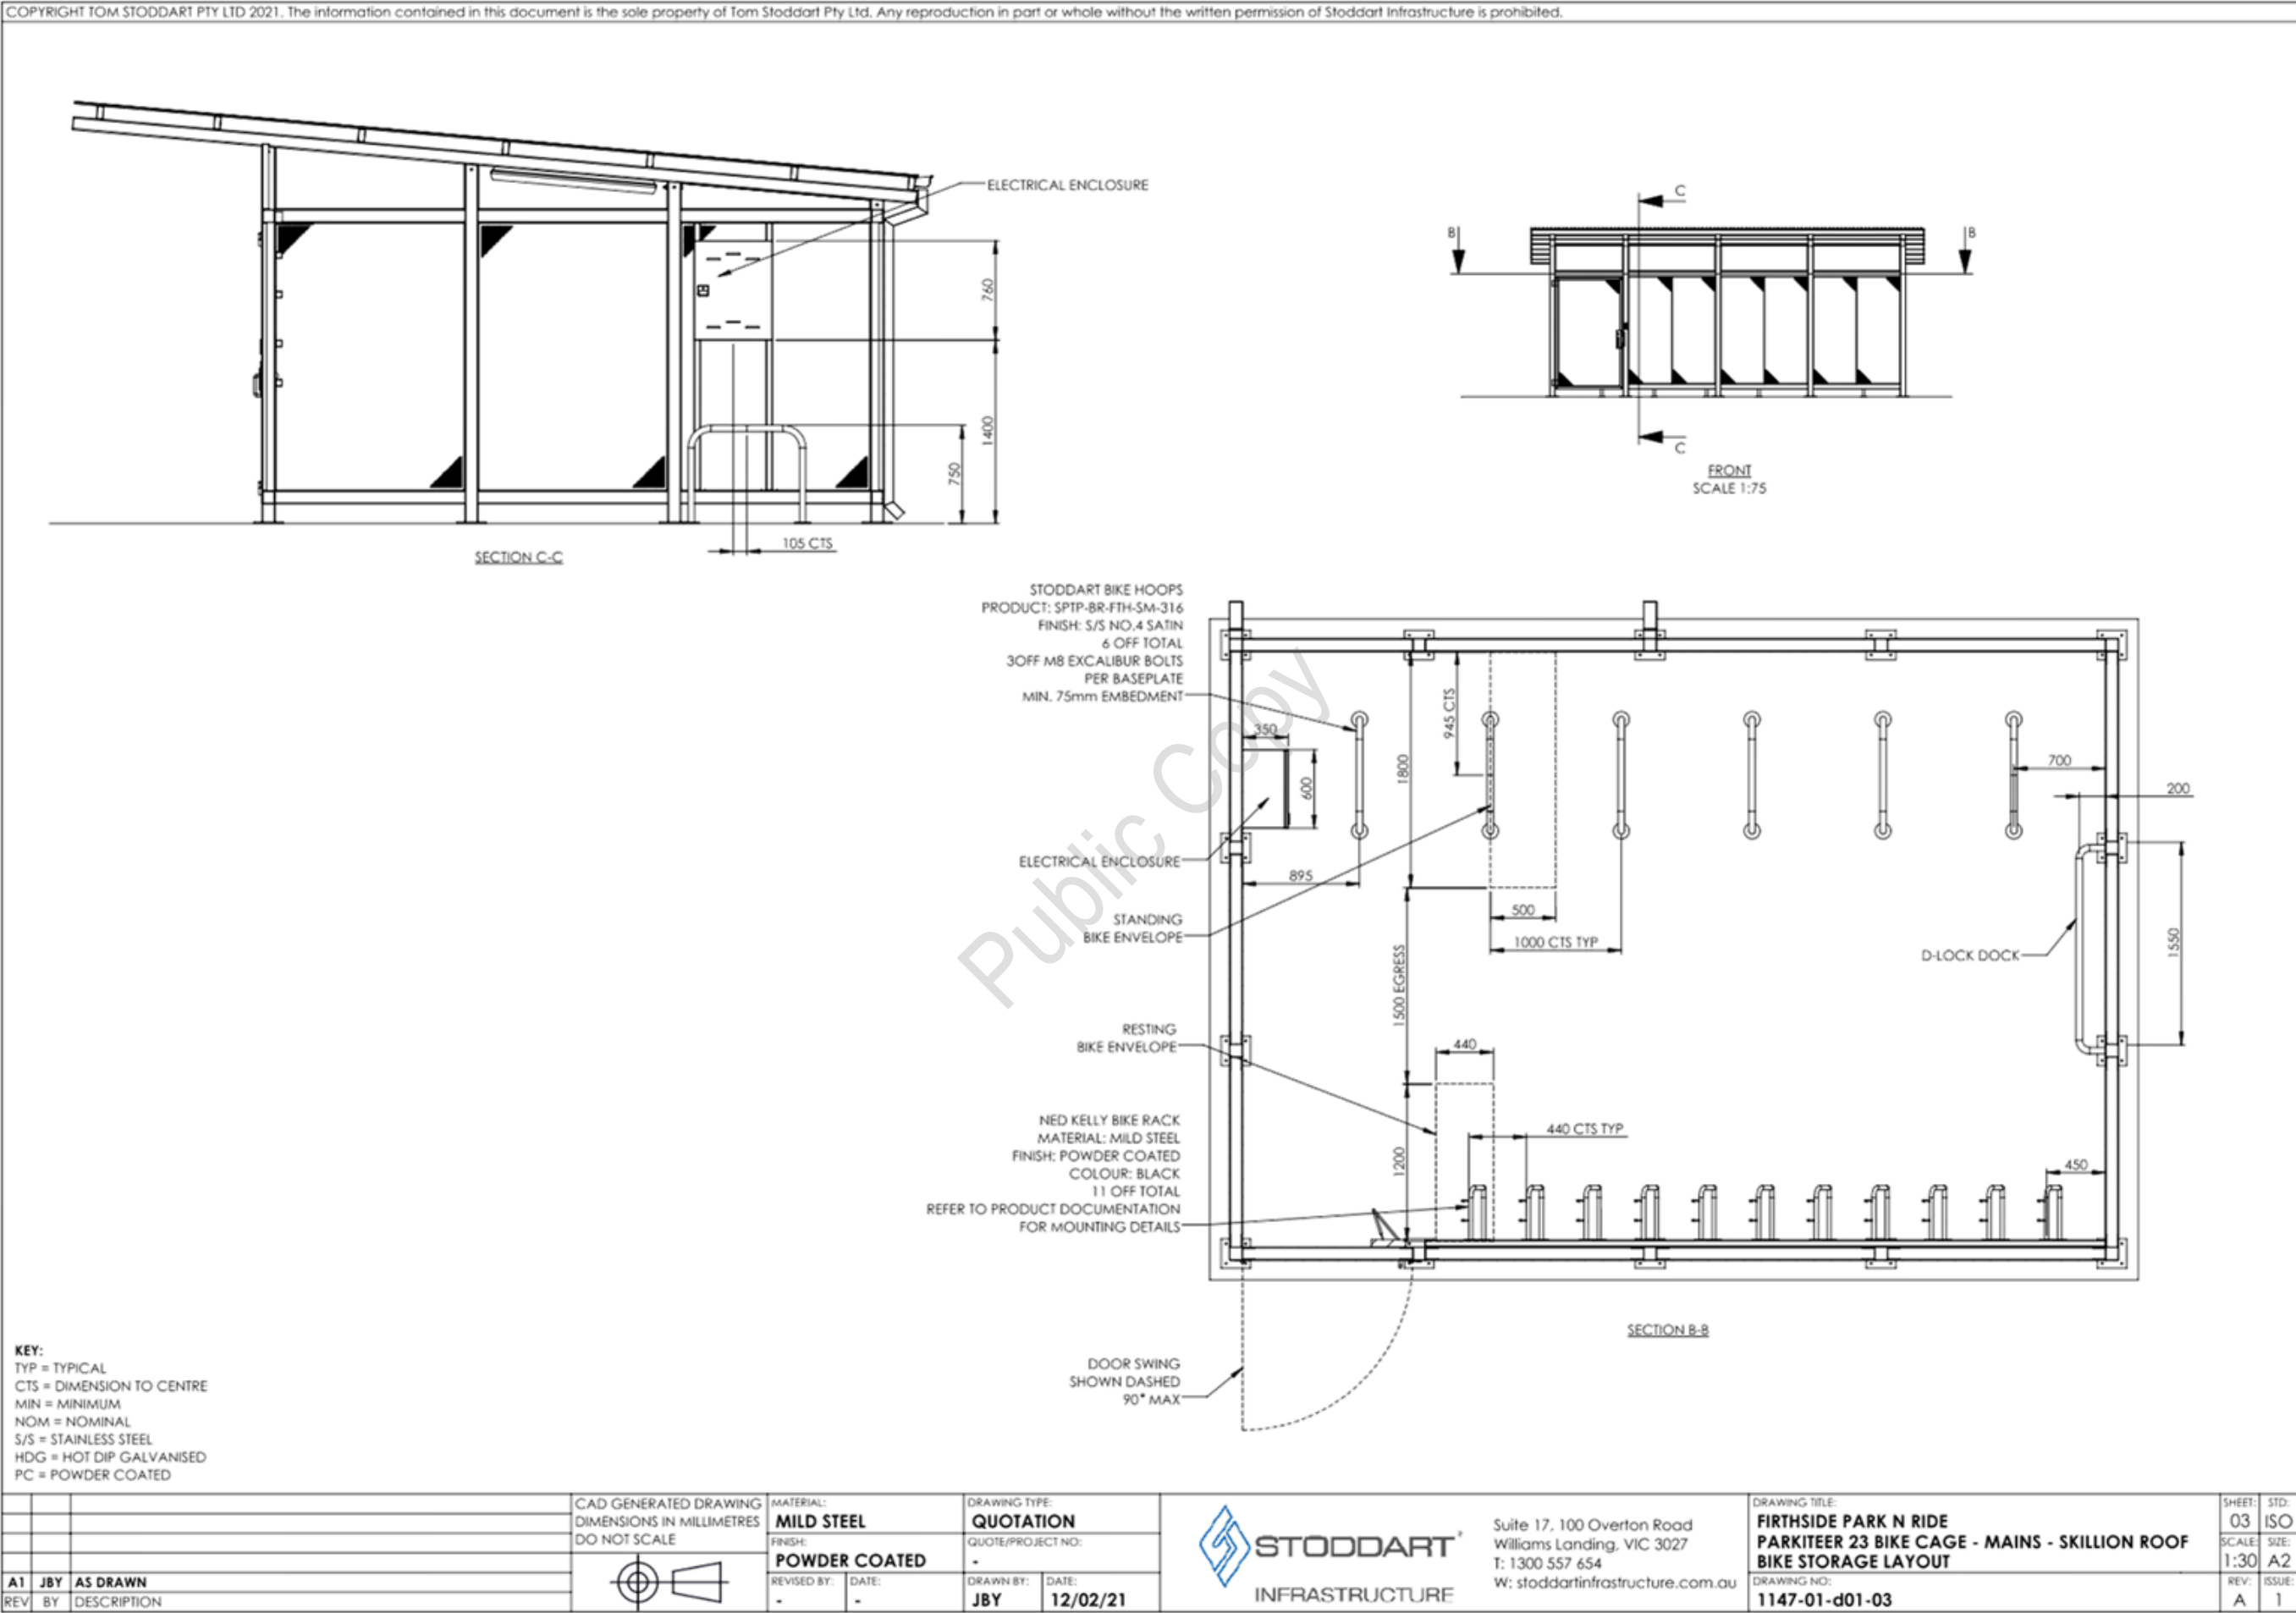 COPYRIGHT TOM STODDART PTY LTD 2021. The information contained in this document is the sole property of Tom Stoddart Pty Ltd. Any reproduction in part or whole without the written permission of Stoddart Infrastructure is prohibited.
ELECTRICAL ENCLOSURE
760
1400
750
105 CTS
SECTION C-C
C
B
B
C
FRONT
SCALE 1:75
STODDART BIKE HOOPS
PRODUCT: SPTP-BR-FTH-SM-316
FINISH: S/S NO.4 SATIN
6 OFF TOTAL
3OFF M8 EXCALIBUR BOLTS
PER BASEPLATE
MIN. 75mm EMBEDMENT
350
600
945 CTS
1800
700
200
ELECTRICAL ENCLOSURE
895
500
STANDING
BIKE ENVELOPE
1000 CTS TYP
D-LOCK DOCK
1550
1500 EGRESS
RESTING
BIKE ENVELOPE
440
NED KELLY BIKE RACK
MATERIAL: MILD STEEL
FINISH: POWDER COATED
COLOUR: BLACK
11 OFF TOTAL
REFER TO PRODUCT DOCUMENTATION
FOR MOUNTING DETAILS
440 CTS TYP
1200
450
SECTION B-B
DOOR SWING
SHOWN DASHED
90° MAX
Public Copy
KEY:
TYP = TYPICAL
CTS = DIMENSION TO CENTRE
MIN = MINIMUM
NOM = NOMINAL
S/S = STAINLESS STEEL
HDG = HOT DIP GALVANISED
PC = POWDER COATED
A1 JBY AS DRAWN
REV BY DESCRIPTION
CAD GENERATED DRAWING
DIMENSIONS IN MILLIMETRES
DO NOT SCALE
MATERIAL:
MILD STEEL
FINISH:
POWDER COATED
REVISED BY: DATE:
- -
DRAWING TYPE:
QUOTATION
QUOTE/PROJECT NO:
-
DRAWN BY: DATE:
JBY 12/02/21
STODDART
INFRASTRUCTURE
Suite 17, 100 Overton Road
Williams Landing, VIC 3027
T: 1300 557 654
W: stoddartinfrastructure.com.au
DRAWING TITLE:
FIRTHSIDE PARK N RIDE
PARKITEER 23 BIKE CAGE - MAINS - SKILLION ROOF
BIKE STORAGE LAYOUT
DRAWING NO:
1147-01-d01-03
SHEET: STD:
03 ISO
SCALE: SIZE:
1:30 A2
REV: ISSUE:
A 1